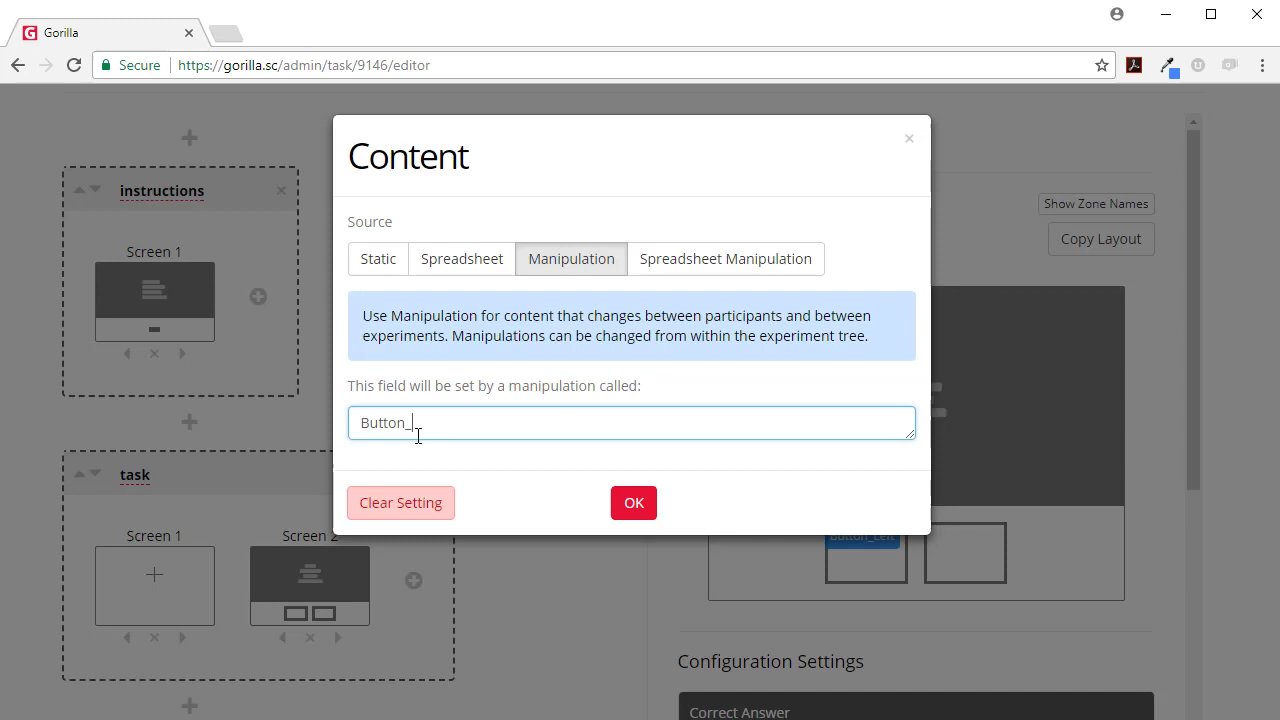 Gorilla
Secure
https://gorilla.sc/admin/task/9146/editor
instructions
Screen 1
task
Screen 1
Screen 2
Content
Source
Static
Spreadsheet
Manipulation
Spreadsheet Manipulation
Use Manipulation for content that changes between participants and between
experiments. Manipulations can be changed from within the experiment tree.
This field will be set by a manipulation called:
Button_
Clear Setting
OK
Show Zone Names
Copy Layout
Button_Left
Configuration Settings
Correct Answer